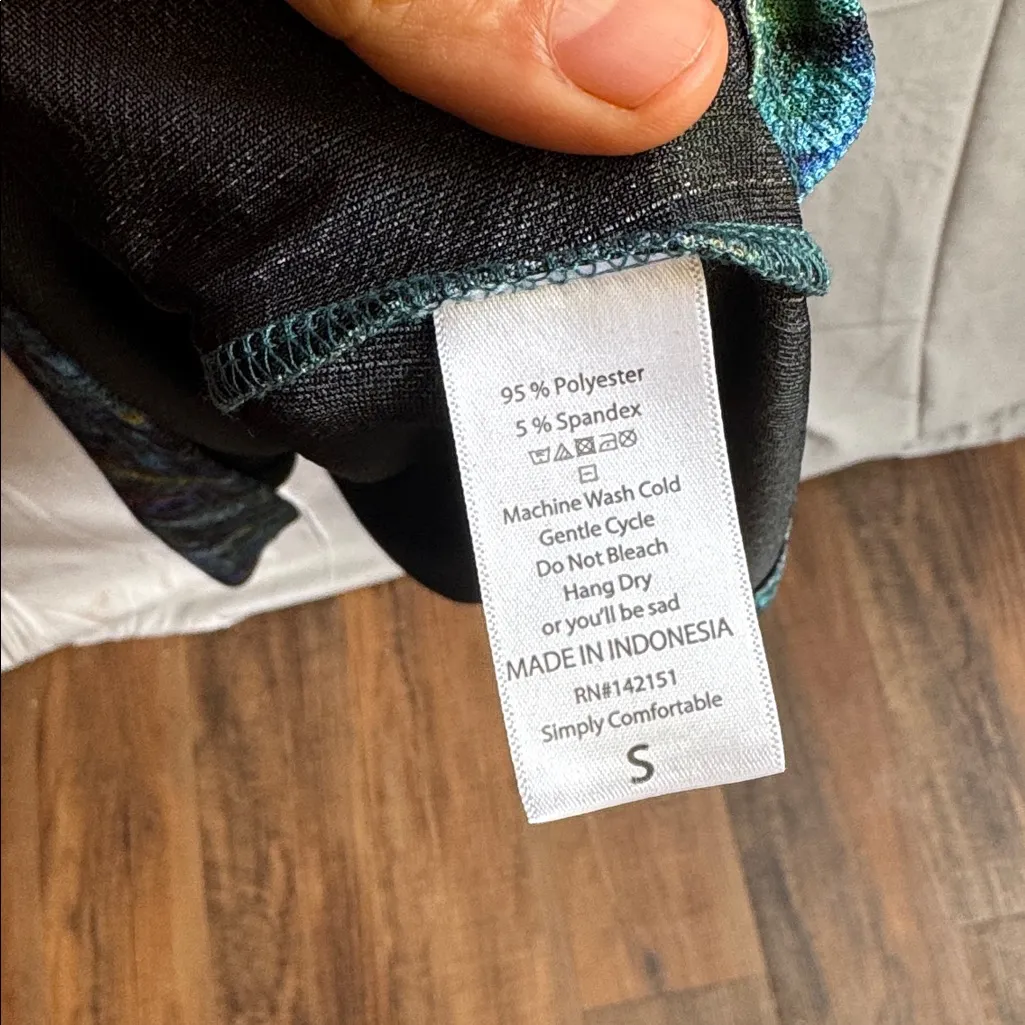 95 % Polyester
5 % Spandex
Machine Wash Cold
Gentle Cycle
Do Not Bleach
Hang Dry
or you'll be sad
MADE IN INDONESIA
RN#142151
Simply Comfortable
S